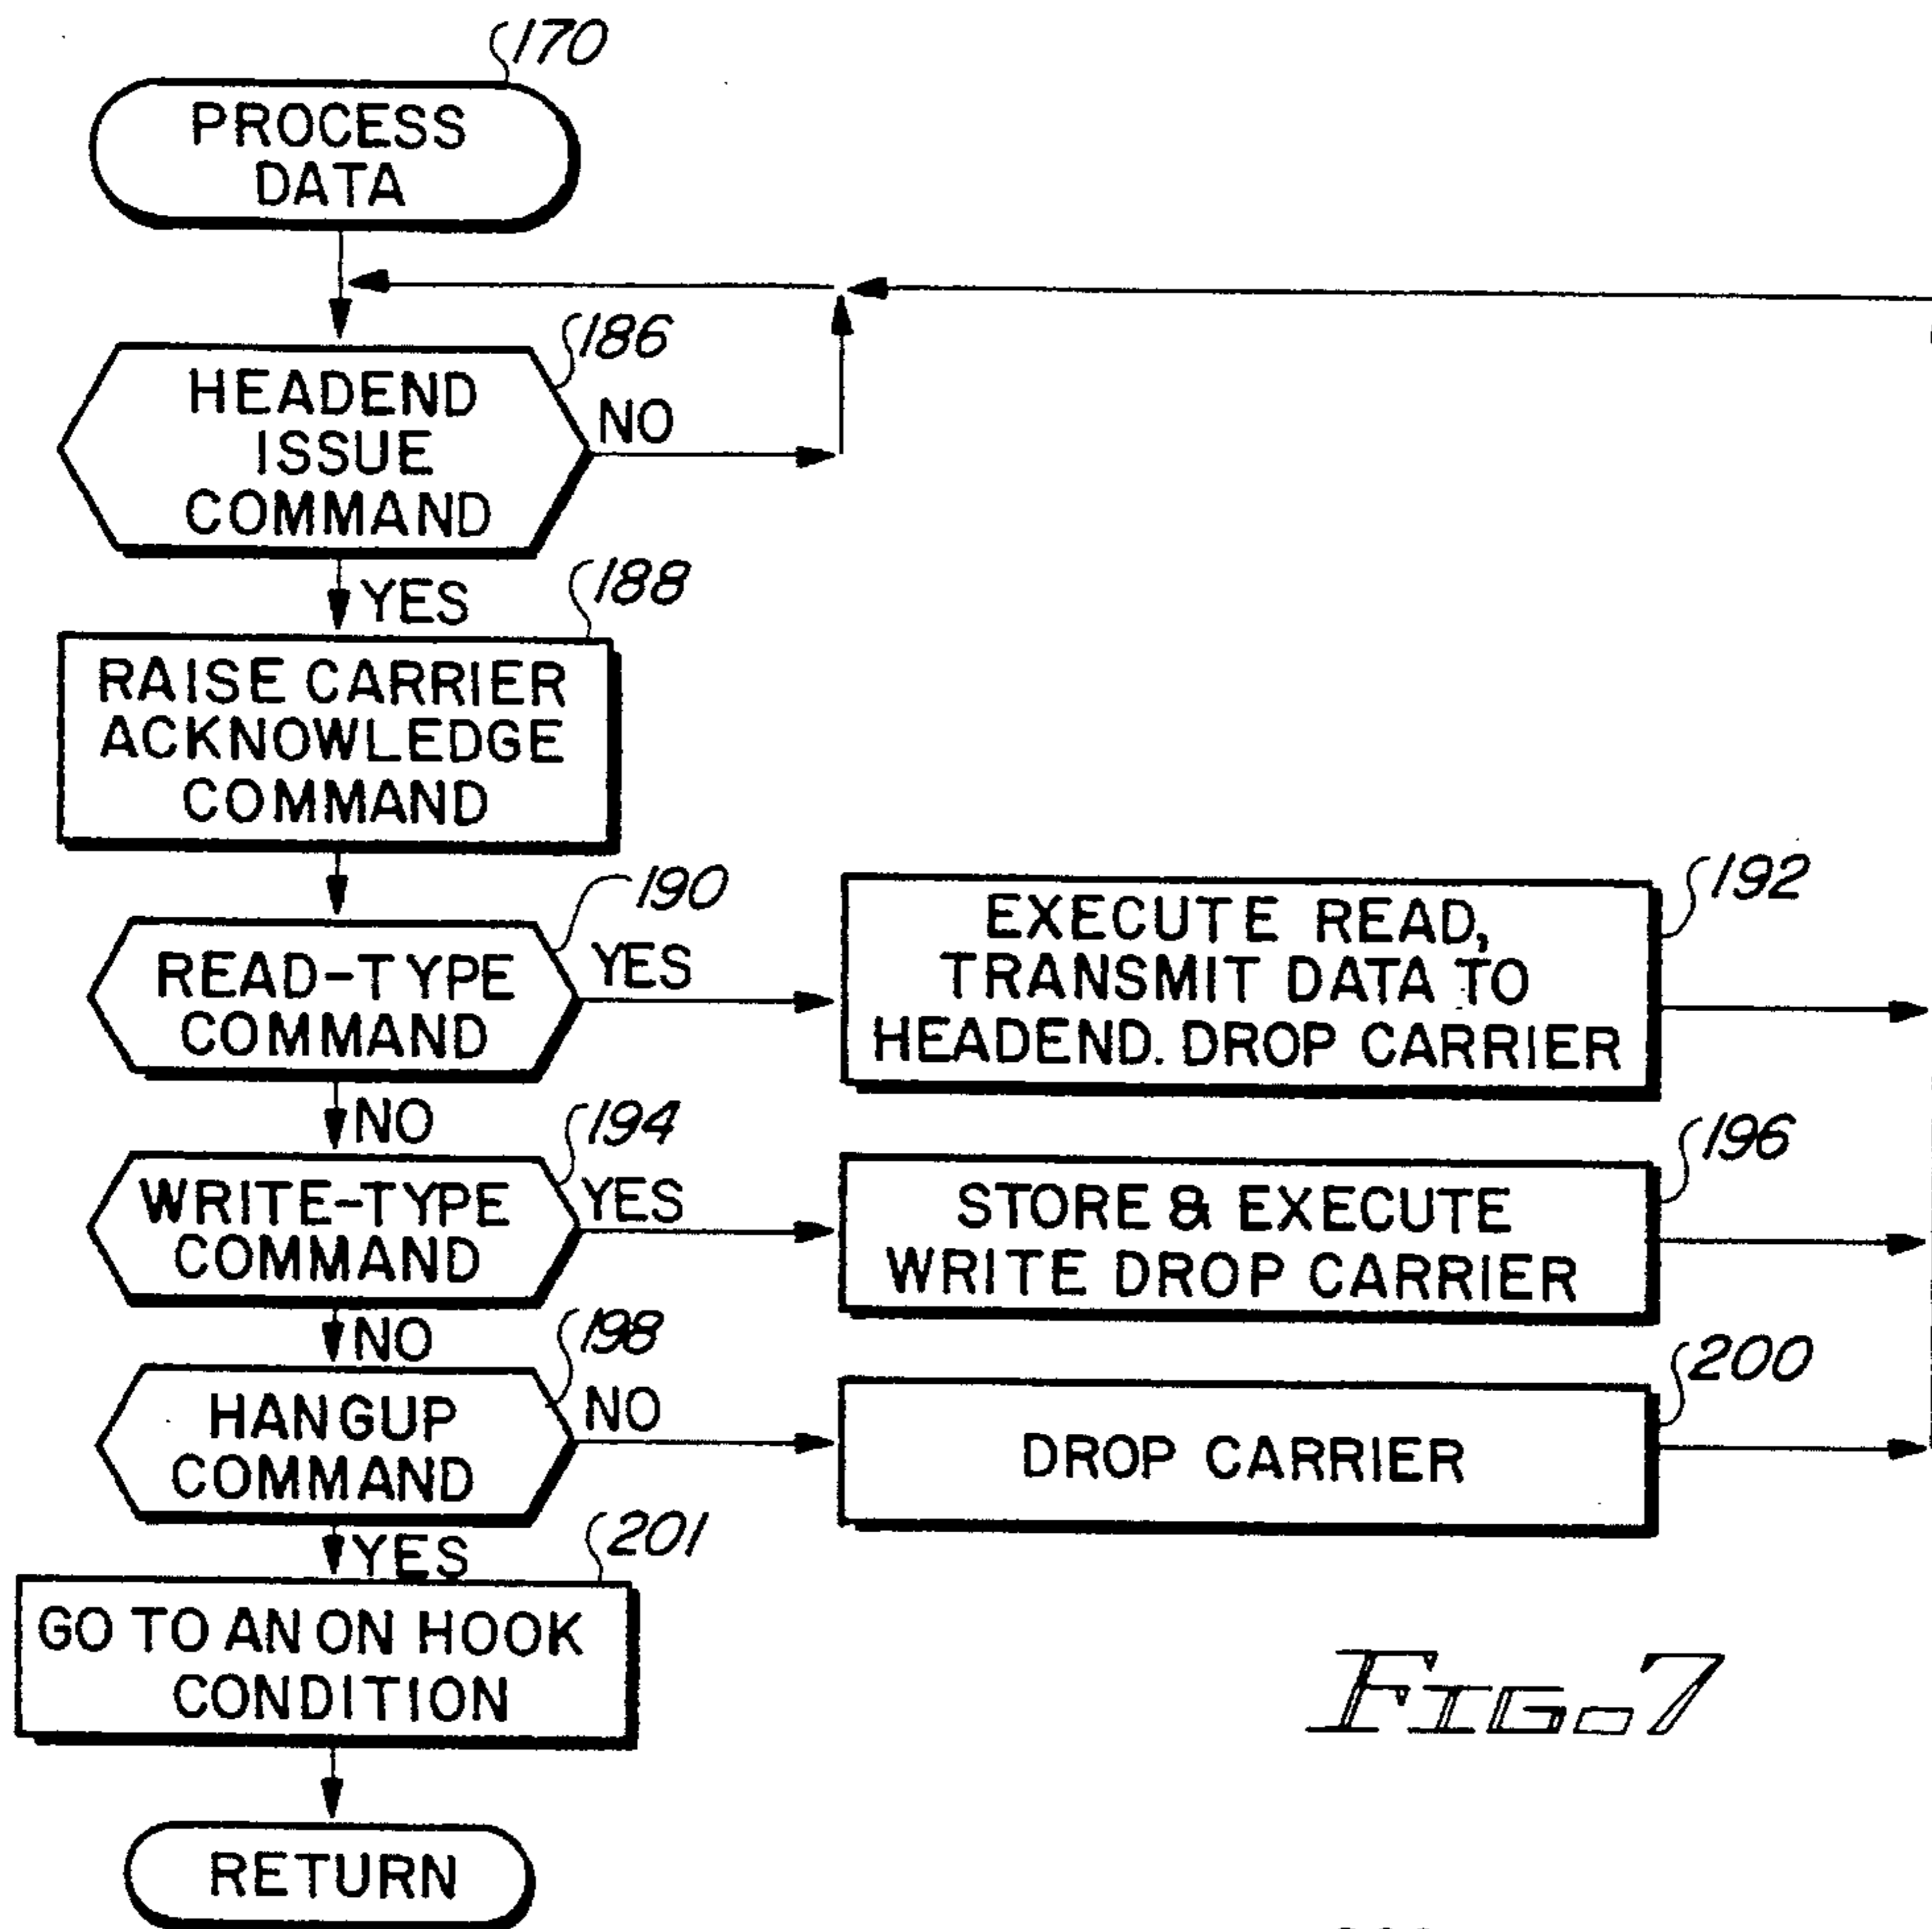 170
PROCESS
DATA
186
HEADEND
ISSUE
COMMAND
NO
YES
188
RAISE CARRIER
ACKNOWLEDGE
COMMAND
190
READ-TYPE
COMMAND
YES
192
EXECUTE READ,
TRANSMIT DATA TO
HEADEND. DROP CARRIER
NO
194
WRITE-TYPE
COMMAND
YES
196
STORE & EXECUTE
WRITE DROP CARRIER
NO
198
HANGUP
COMMAND
NO
200
DROP CARRIER
YES
201
GO TO AN ON HOOK
CONDITION
RETURN
FIG. 7